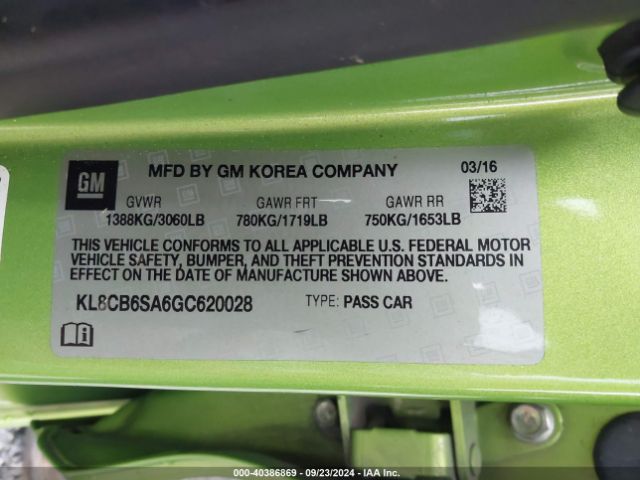 GM
MFD BY GM KOREA COMPANY
03/16
GVWR GAWR FRT GAWR RR
1388KG/3060LB 780KG/1719LB 750KG/1653LB
THIS VEHICLE CONFORMS TO ALL APPLICABLE U.S. FEDERAL MOTOR
VEHICLE SAFETY, BUMPER, AND THEFT PREVENTION STANDARDS IN
EFFECT ON THE DATE OF MANUFACTURE SHOWN ABOVE.
KL8CB6SA6GC620028 TYPE: PASS CAR
000-40386869 - 09/23/2024 - IAA Inc.